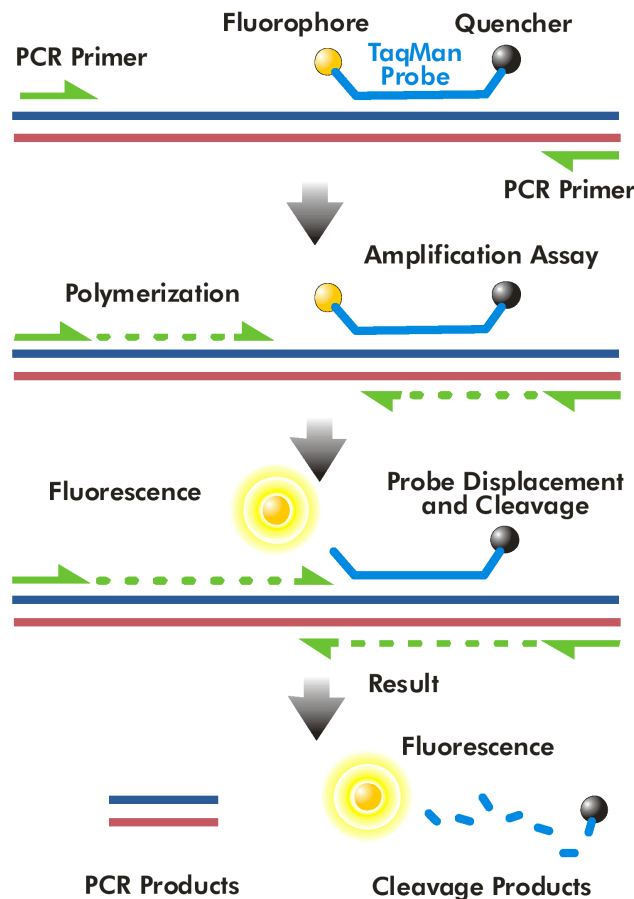 Fluorophore
Quencher
PCR Primer
TaqMan
Probe
PCR Primer
Amplification Assay
Polymerization
Fluorescence
Probe Displacement
and Cleavage
Result
Fluorescence
PCR Products
Cleavage Products